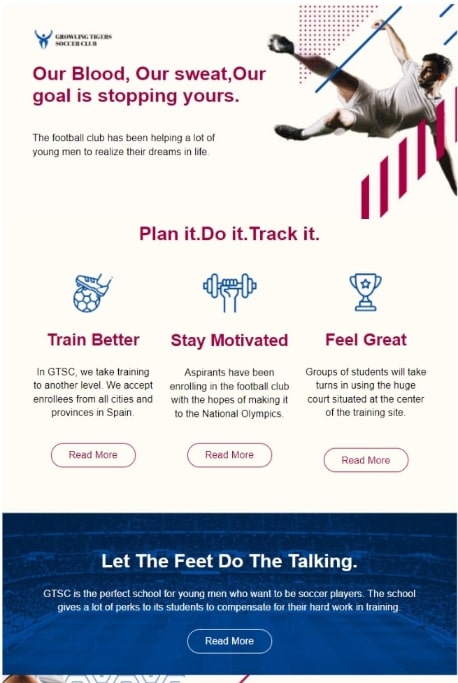 GROWLING TIGERS
SOCCER CLUB
Our Blood, Our sweat,Our
goal is stopping yours.
The football club has been helping a lot of
young men to realize their dreams in life.
Plan it.Do it.Track it.
Train Better
In GTSC, we take training
to another level. We accept
enrollees from all cities and
provinces in Spain.
Read More
Stay Motivated
Aspirants have been
enrolling in the football club
with the hopes of making it
to the National Olympics.
Read More
Feel Great
Groups of students will take
turns in using the huge
court situated at the center
of the training site.
Read More
Let The Feet Do The Talking.
GTSC is the perfect school for young men who want to be soccer players. The school
gives a lot of perks to its students to compensate for their hard work in training.
Read More